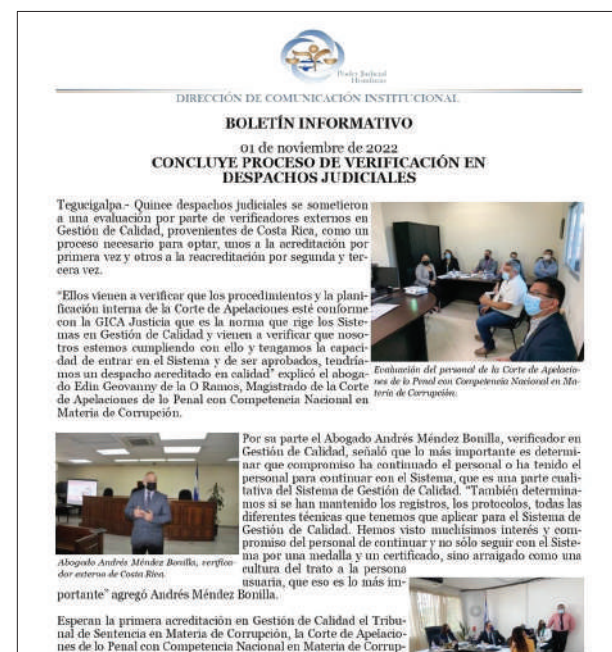 Poder Judicial
Honduras
DIRECCIÓN DE COMUNICACIÓN INSTITUCIONAL
BOLETÍN INFORMATIVO
01 de noviembre de 2022
CONCLUYE PROCESO DE VERIFICACIÓN EN
DESPACHOS JUDICIALES
Tegucigalpa.- Quince despachos judiciales se sometieron
a una evaluación por parte de verificadores externos en
Gestión de Calidad, provenientes de Costa Rica, como un
proceso necesario para optar, unos a la acreditación por
primera vez y otros a la reacreditación por segunda y ter-
cera vez.
“Ellos vienen a verificar que los procedimientos y la plani-
ficación interna de la Corte de Apelaciones esté conforme
con la GICA Justicia que es la norma que rige los Siste-
mas en Gestión de Calidad y vienen a verificar que noso-
tros estemos cumpliendo con ello y tengamos la capaci-
dad de entrar en el Sistema y de ser aprobados, tendría-
mos un despacho acreditado en calidad” explicó el aboga-
do Edin Geovanny de la O Ramos, Magistrado de la Corte
de Apelaciones de lo Penal con Competencia Nacional en
Materia de Corrupción.
Evaluación del personal de la Corte de Apelacio-
nes de lo Penal con Competencia Nacional en Ma-
teria de Corrupción.
Por su parte el Abogado Andrés Méndez Bonilla, verificador en
Gestión de Calidad, señaló que lo más importante es determi-
nar que compromiso ha continuado el personal o ha tenido el
personal para continuar con el Sistema, que es una parte cuali-
tativa del Sistema de Gestión de Calidad. “También determina-
mos si se han mantenido los registros, los protocolos, todas las
diferentes técnicas que tenemos que aplicar para el Sistema de
Gestión de Calidad. Hemos visto muchísimos interés y com-
promiso del personal de continuar y no sólo seguir con el Siste-
ma por una medalla y un certificado, sino arraigado como una
cultura del trato a la persona
usuaria, que eso es lo más im-
portante” agregó Andrés Méndez Bonilla.
Abogado Andrés Méndez Bonilla, verifica-
dor externo de Costa Rica.
Esperan la primera acreditación en Gestión de Calidad el Tribu-
nal de Sentencia en Materia de Corrupción, la Corte de Apelacio-
nes de lo Penal con Competencia Nacional en Materia de Corrup-